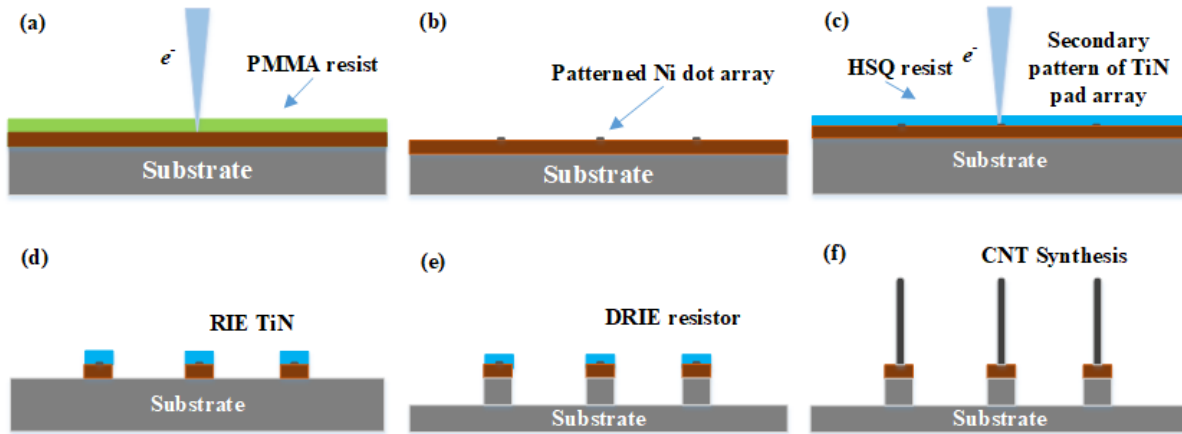 (a)
e-
PMMA resist
Substrate
(b)
Patterned Ni dot array
Substrate
(c)
HSQ resist
e-
Secondary
pattern of TiN
pad array
Substrate
(d)
RIE TiN
Substrate
(e)
DRIE resistor
Substrate
(f)
CNT Synthesis
Substrate